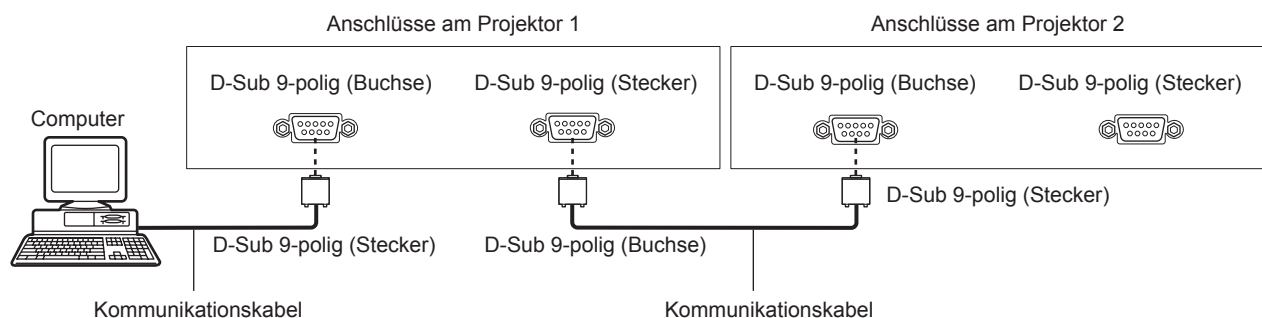 Anschlüsse am Projektor 1
Anschlüsse am Projektor 2
D-Sub 9-polig (Buchse)
D-Sub 9-polig (Stecker)
D-Sub 9-polig (Buchse)
D-Sub 9-polig (Stecker)
Computer
D-Sub 9-polig (Stecker)
D-Sub 9-polig (Stecker)
D-Sub 9-polig (Buchse)
Kommunikationskabel
Kommunikationskabel